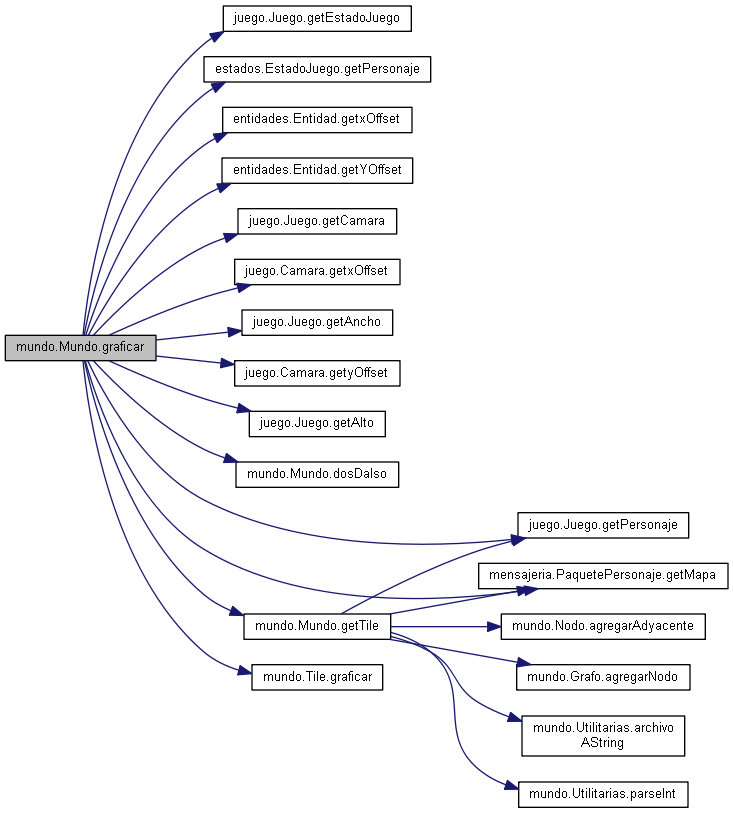 juego.Juego.getEstadoJuego
estados.EstadoJuego.getPersonaje
entidades.Entidad.getxOffset
entidades.Entidad.getYOffset
juego.Juego.getCamara
juego.Camara.getxOffset
juego.Juego.getAncho
mundo.Mundo.graficar
juego.Camara.getyOffset
juego.Juego.getAlto
mundo.Mundo.dosDaIso
juego.Juego.getPersonaje
mensajeria.PaquetePersonaje.getMapa
mundo.Mundo.getTile
mundo.Nodo.agregarAdyacente
mundo.Tile.graficar
mundo.Grafo.agregarNodo
mundo.Utilitarias.archivo
AString
mundo.Utilitarias.parseInt